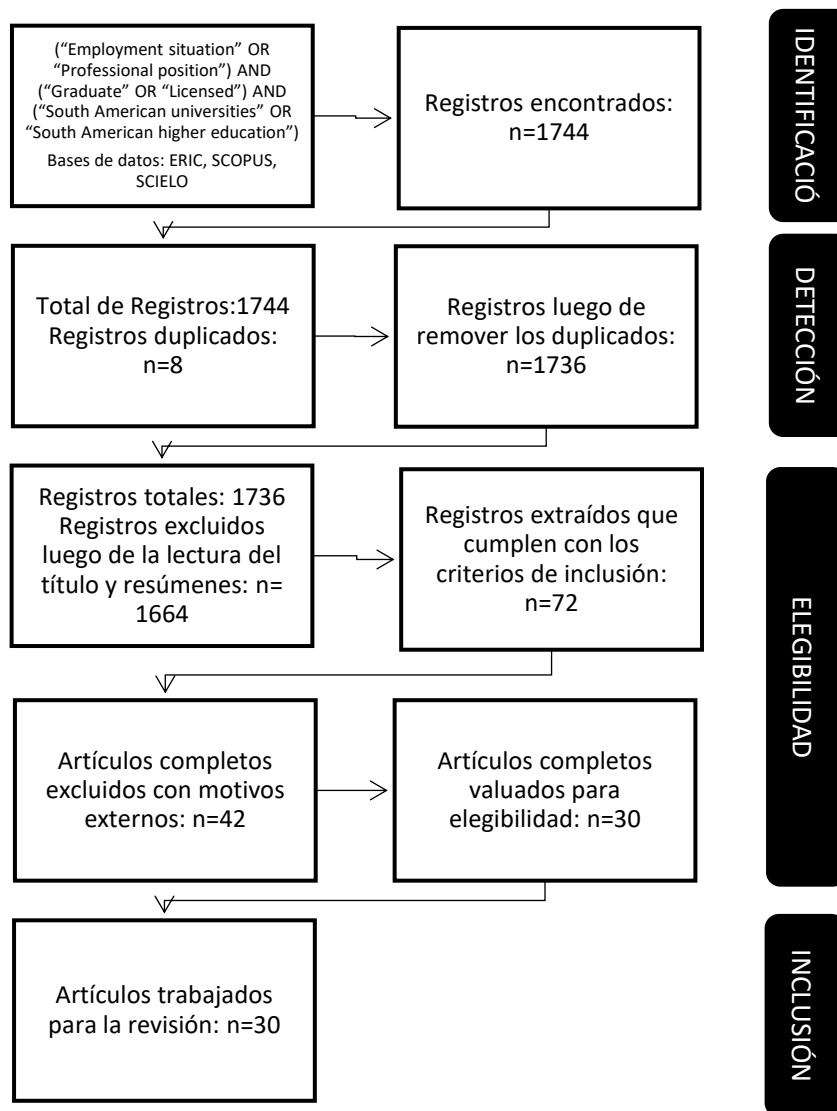 (“Employment situation” OR
“Professional position”) AND
(“Graduate” OR “Licensed”) AND
(“South American universities” OR
“South American higher education”)
Bases de datos: ERIC, SCOPUS,
SCIELO
Registros encontrados:
n=1744
IDENTIFICACIÓ
Total de Registros:1744
Registros duplicados:
n=8
Registros luego de
remover los duplicados:
n=1736
DETECCIÓN
Registros totales: 1736
Registros excluidos
luego de la lectura del
título y resúmenes: n=
1664
Registros extraídos que
cumplen con los
criterios de inclusión:
n=72
ELEGIBILIDAD
Artículos completos
excluidos con motivos
externos: n=42
Artículos completos
valuados para
elegibilidad: n=30
Artículos trabajados
para la revisión: n=30
INCLUSIÓN